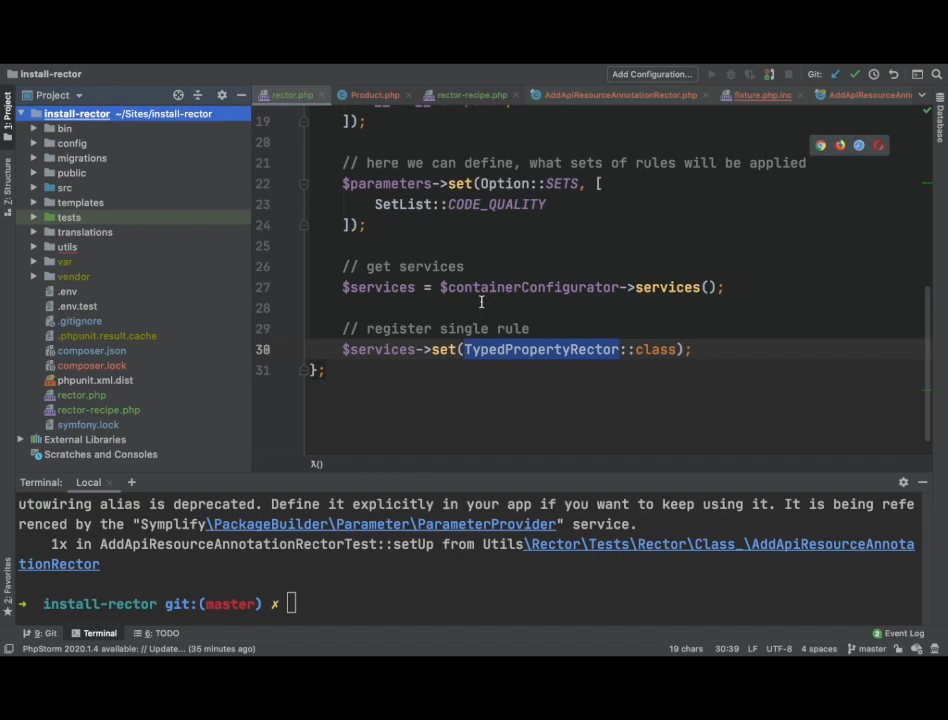 install-rector
Add Configuration...
Git:
1: Project
Project
rector.php
Product.php
rector-recipe.php
AddApiResourceAnnotationRector.php
fixture.php.inc
AddApiResourceAnno
install-rector ~/Sites/install-rector
bin
config
migrations
public
src
templates
tests
translations
utils
var
vendor
.env
.env.test
.gitignore
.phpunit.result.cache
composer.json
composer.lock
phpunit.xml.dist
rector.php
rector-recipe.php
symfony.lock
External Libraries
Scratches and Consoles
Z: Structure
2: Favorites
Database
19 ]);
20
21 // here we can define, what sets of rules will be applied
22 $parameters->set(Option::SETS, [
23 SetList::CODE_QUALITY
24 ]);
25
26 // get services
27 $services = $containerConfigurator->services();
28
29 // register single rule
30 $services->set(TypedPropertyRector::class);
31 };
λ()
Terminal: Local +
utowiring alias is deprecated. Define it explicitly in your app if you want to keep using it. It is being refe
renced by the "Symplify\PackageBuilder\Parameter\ParameterProvider" service.
1x in AddApiResourceAnnotationRectorTest::setUp from Utils\Rector\Tests\Rector\Class_\AddApiResourceAnnota
tionRector
➜ install-rector git:(master) ✗
9: Git
Terminal
6: TODO
2 Event Log
PhpStorm 2020.1.4 available: // Update... (35 minutes ago)
19 chars
30:39
LF
UTF-8
4 spaces
master